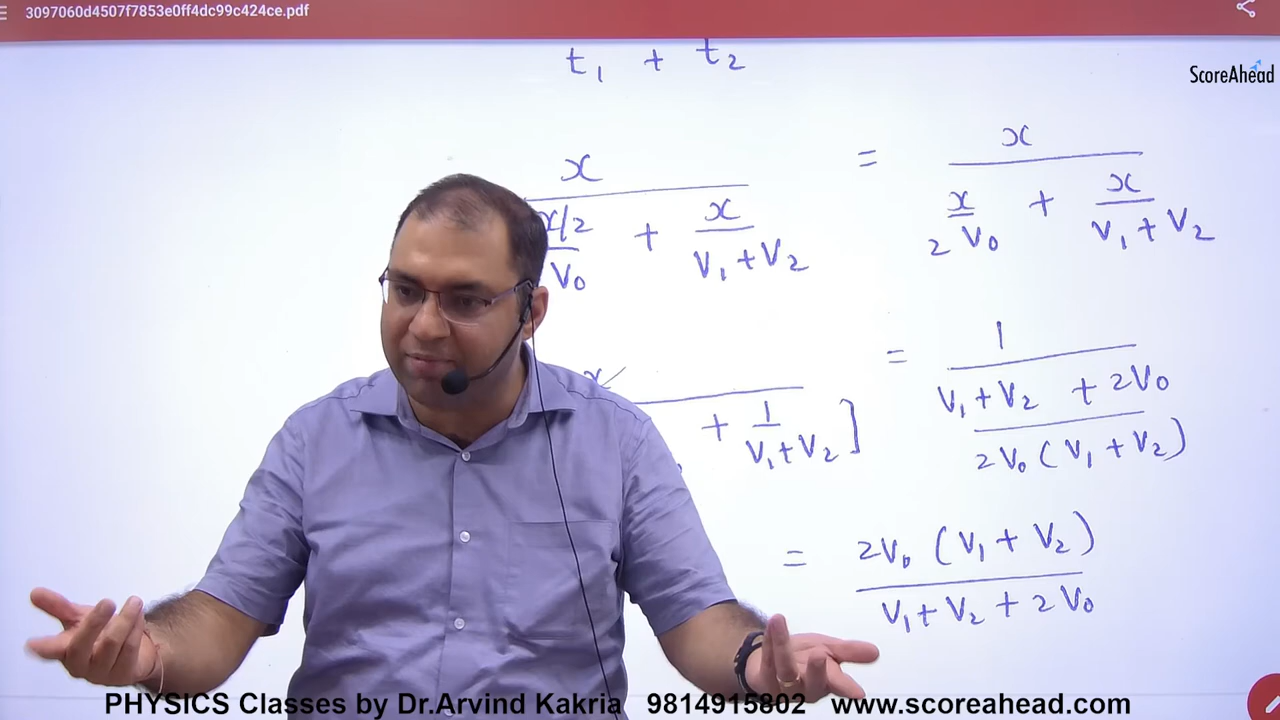 3097060d4507f7853e0ff4dc99c424ce.pdf
ScoreAhead
t₁ + t₂
x / (x/2 / V₀ + x / (V₁ + V₂)) = x / (x / 2V₀ + x / (V₁ + V₂))
x
+ 1 / (V₁ + V₂) ] = 1 / ((V₁ + V₂ + 2V₀) / 2V₀ (V₁ + V₂))
= 2V₀ (V₁ + V₂) / (V₁ + V₂ + 2V₀)
PHYSICS Classes by Dr.Arvind Kakria 9814915802 www.scoreahead.com